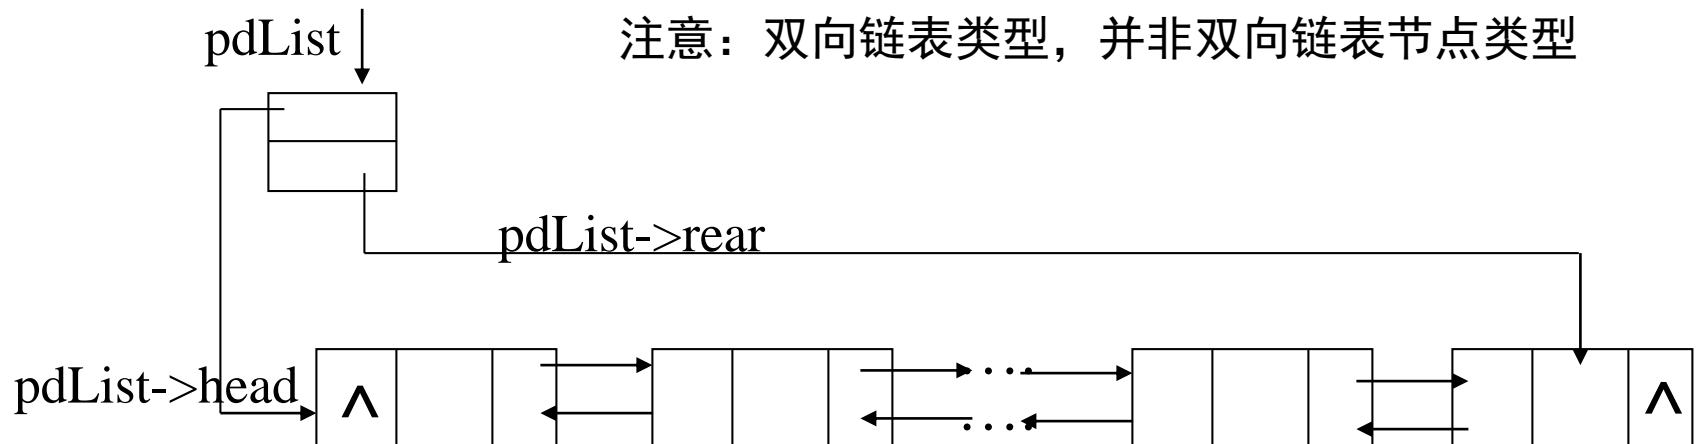 pdList
注意：双向链表类型，并非双向链表节点类型
pdList->rear
pdList->head
^
^
....
....